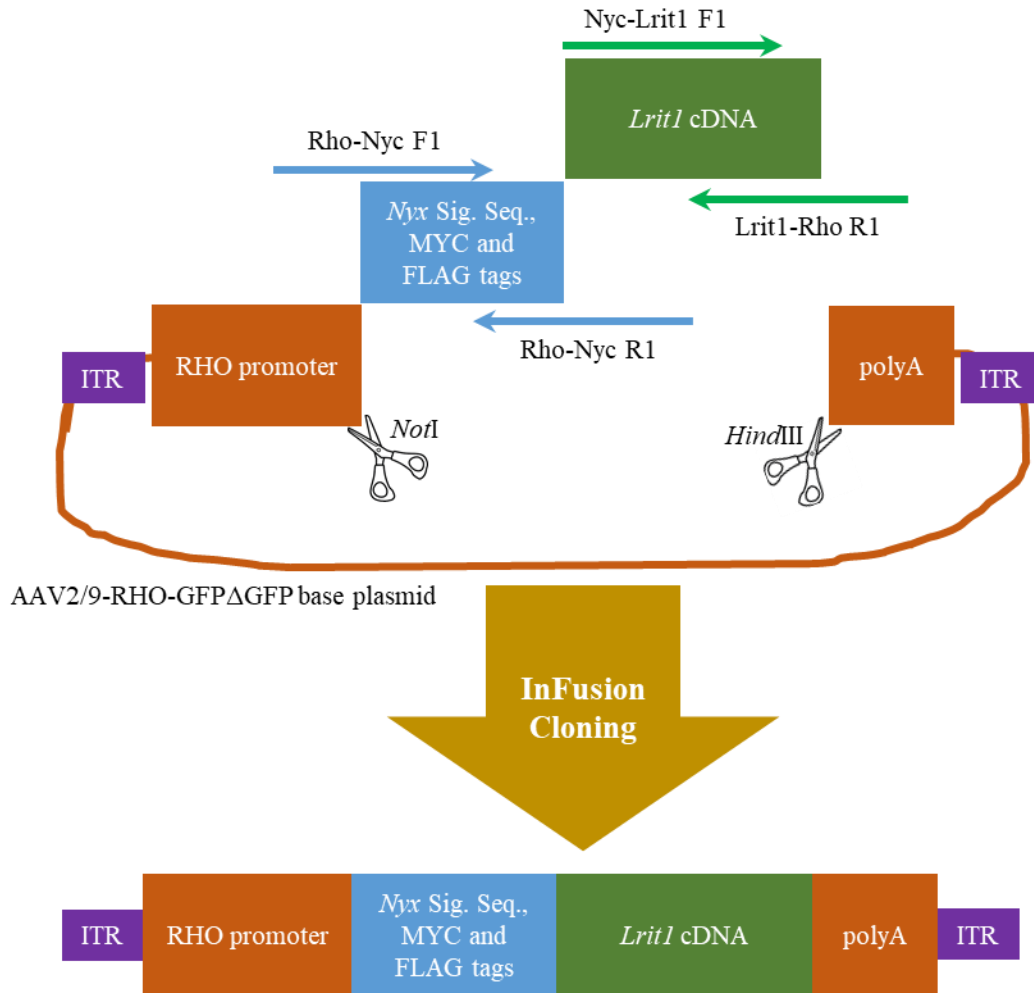 Nyc-Lrit1 F1
Lrit1 cDNA
Rho-Nyc F1
Nyx Sig. Seq.,
MYC and
FLAG tags
Lrit1-Rho R1
Rho-Nyc R1
ITR
RHO promoter
polyA
ITR
NotI
HindIII
AAV2/9-RHO-GFPΔGFP base plasmid
InFusion
Cloning
ITR
RHO promoter
Nyx Sig. Seq.,
MYC and
FLAG tags
Lrit1 cDNA
polyA
ITR